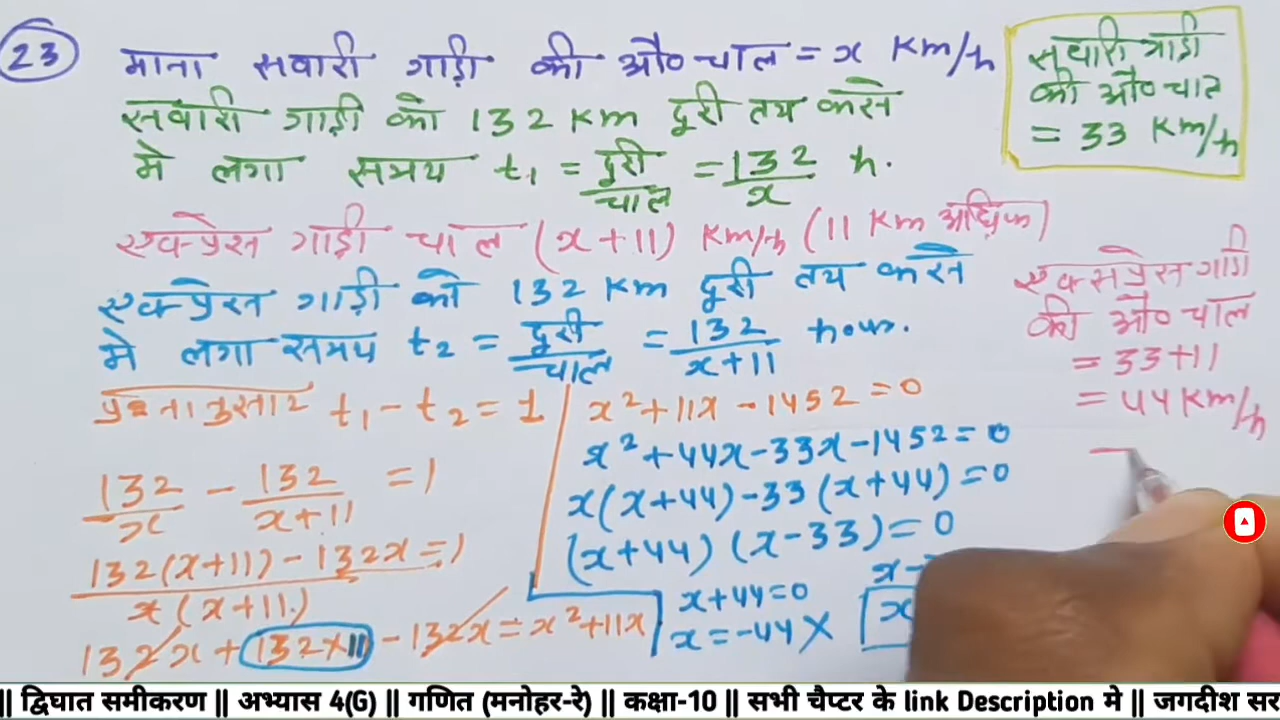 23
माना सवारी गाड़ी की औ० चाल = x Km/h
सवारी गाड़ी को 132 Km दूरी तय करने
मे लगा समय t₁ = दूरी/चाल = 132/x h.
एक्प्रेस गाड़ी चाल (x+11) Km/h (11 Km अधिक)
एक्प्रेस गाड़ी को 132 Km दूरी तय करने
मे लगा समय t₂ = दूरी/चाल = 132/x+11 hour.
प्रश्नानुसार t₁ - t₂ = 1
132/x - 132/x+11 = 1
132(x+11) - 132x/x(x+11) = 1
132x + 132×11 - 132x = x²+11x
x²+11x - 1452 = 0
x²+44x-33x-1452=0
x(x+44)-33(x+44)=0
(x+44) (x-33) = 0
x+44=0
x = -44 ×
x -
x
सवारी गाड़ी
की औ० चाल
= 33 Km/h
एक्सप्रेस गाड़ी
की औ० चाल
= 33+11
= 44 Km/h
|| द्विघात समीकरण || अभ्यास 4(G) || गणित (मनोहर-रे) || कक्षा-10 || सभी चैप्टर के link Description मे || जगदीश सर